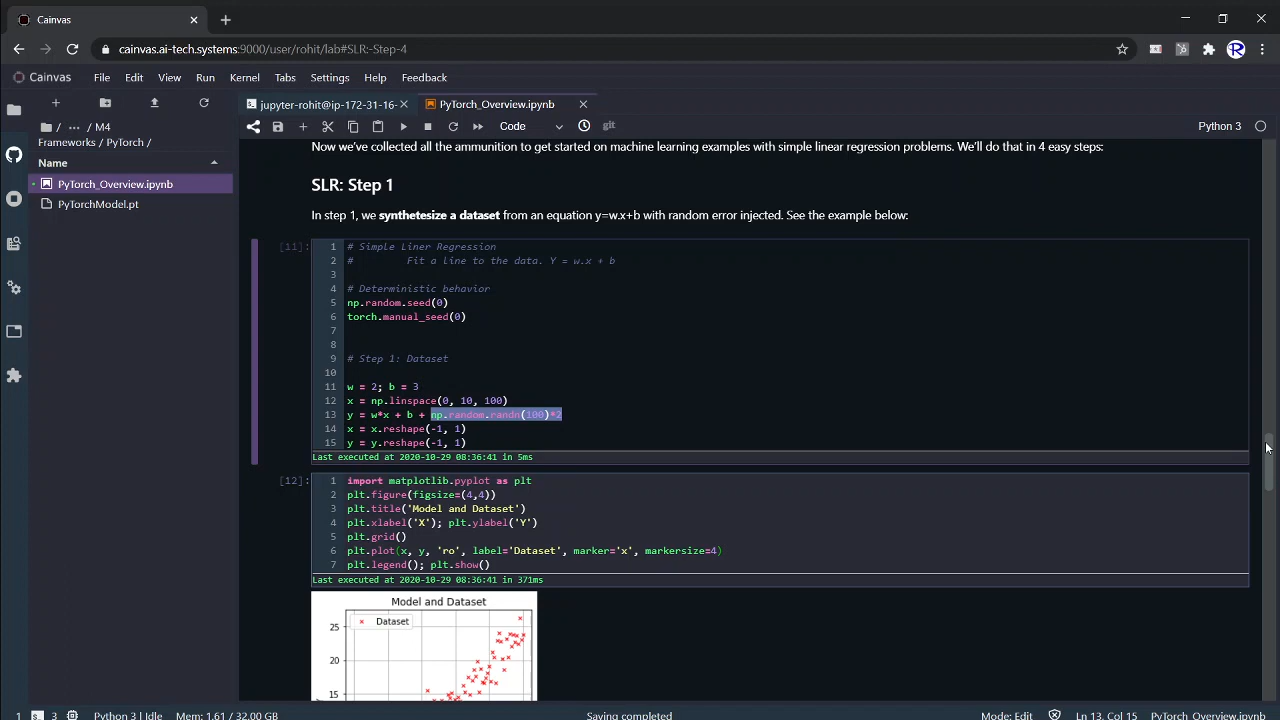 Cainvas
cainvas.ai-tech.systems:9000/user/rohit/lab#SLR:-Step-4
R
Cainvas File Edit View Run Kernel Tabs Settings Help Feedback
jupyter-rohit@ip-172-31-16-
PyTorch_Overview.ipynb
/ ... / M4
Frameworks / PyTorch /
Code
git
Python 3
Name
PyTorch_Overview.ipynb
PyTorchModel.pt
Now we've collected all the ammunition to get started on machine learning examples with simple linear regression problems. We'll do that in 4 easy steps:
SLR: Step 1
In step 1, we synthetesize a dataset from an equation y=w.x+b with random error injected. See the example below:
[11]:
1 # Simple Liner Regression
2 # Fit a line to the data. Y = w.x + b
3
4 # Deterministic behavior
5 np.random.seed(0)
6 torch.manual_seed(0)
7
8
9 # Step 1: Dataset
10
11 w = 2; b = 3
12 x = np.linspace(0, 10, 100)
13 y = w*x + b + np.random.randn(100)*2
14 x = x.reshape(-1, 1)
15 y = y.reshape(-1, 1)
Last executed at 2020-10-29 08:36:41 in 5ms
[12]:
1 import matplotlib.pyplot as plt
2 plt.figure(figsize=(4,4))
3 plt.title('Model and Dataset')
4 plt.xlabel('X'); plt.ylabel('Y')
5 plt.grid()
6 plt.plot(x, y, 'ro', label='Dataset', marker='x', markersize=4)
7 plt.legend(); plt.show()
Last executed at 2020-10-29 08:36:41 in 371ms
Model and Dataset
Dataset
25
20
15
1 3 Python 3 | Idle Mem: 1.61 / 32.00 GB Saving completed Mode: Edit Ln 13, Col 15 PyTorch_Overview.ipynb